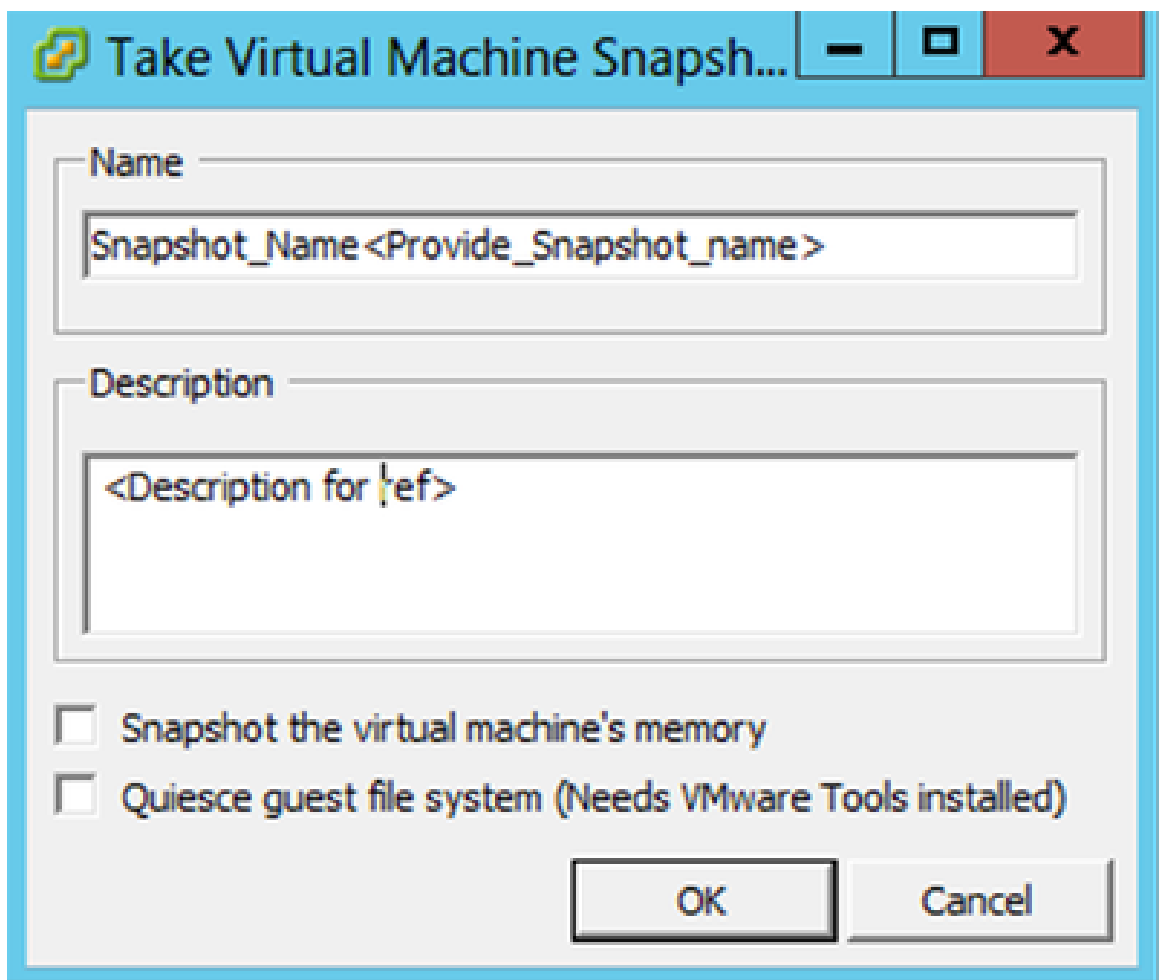 Take Virtual Machine Snapsh...
Name
Snapshot_Name<Provide_Snapshot_name>
Description
<Description for ref>
Snapshot the virtual machine's memory
Quiesce guest file system (Needs VMware Tools installed)
OK
Cancel